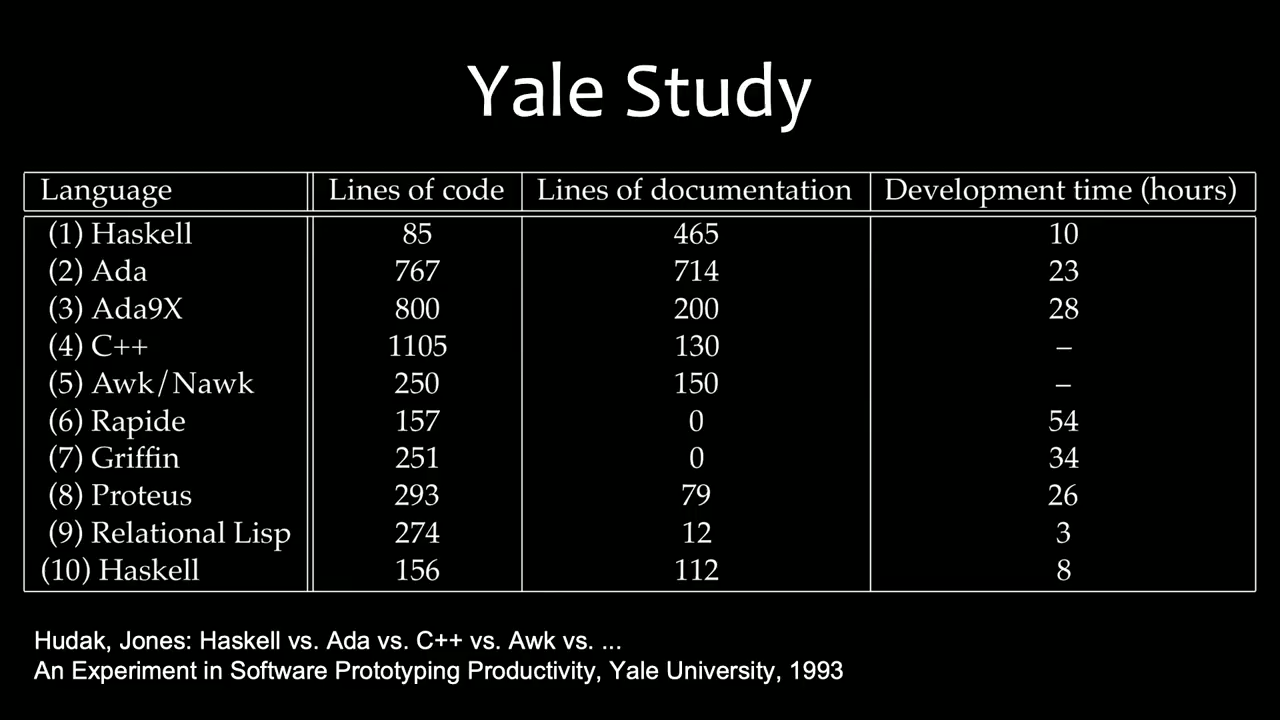 Yale Study
Language Lines of code Lines of documentation Development time (hours)
(1) Haskell 85 465 10
(2) Ada 767 714 23
(3) Ada9X 800 200 28
(4) C++ 1105 130 –
(5) Awk/Nawk 250 150 –
(6) Rapide 157 0 54
(7) Griffin 251 0 34
(8) Proteus 293 79 26
(9) Relational Lisp 274 12 3
(10) Haskell 156 112 8
Hudak, Jones: Haskell vs. Ada vs. C++ vs. Awk vs. ...
An Experiment in Software Prototyping Productivity, Yale University, 1993